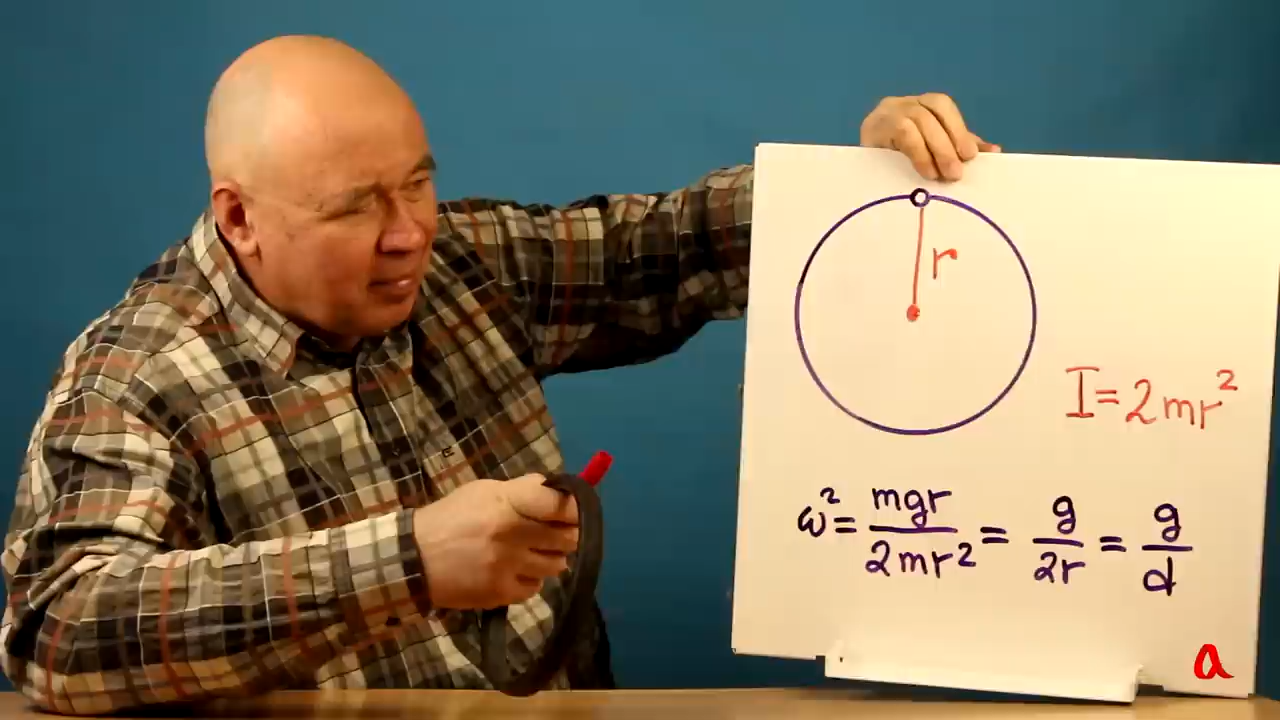 r
I=2mr²
ω²= mgr/2mr² = g/2r = g/d
a